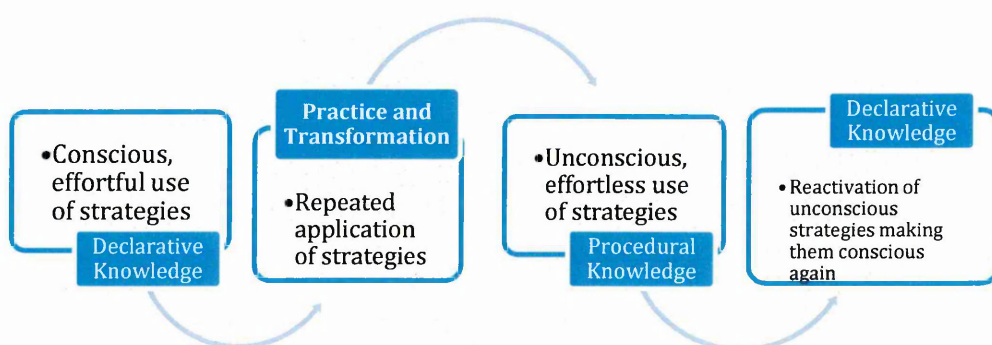 •Conscious,
effortful use
of strategies
Declarative
Knowledge
Practice and
Transformation
•Repeated
application
of strategies
•Unconscious,
effortless use
of strategies
Procedural
Knowledge
Declarative
Knowledge
• Reactivation of
unconscious
strategies making
them conscious
again